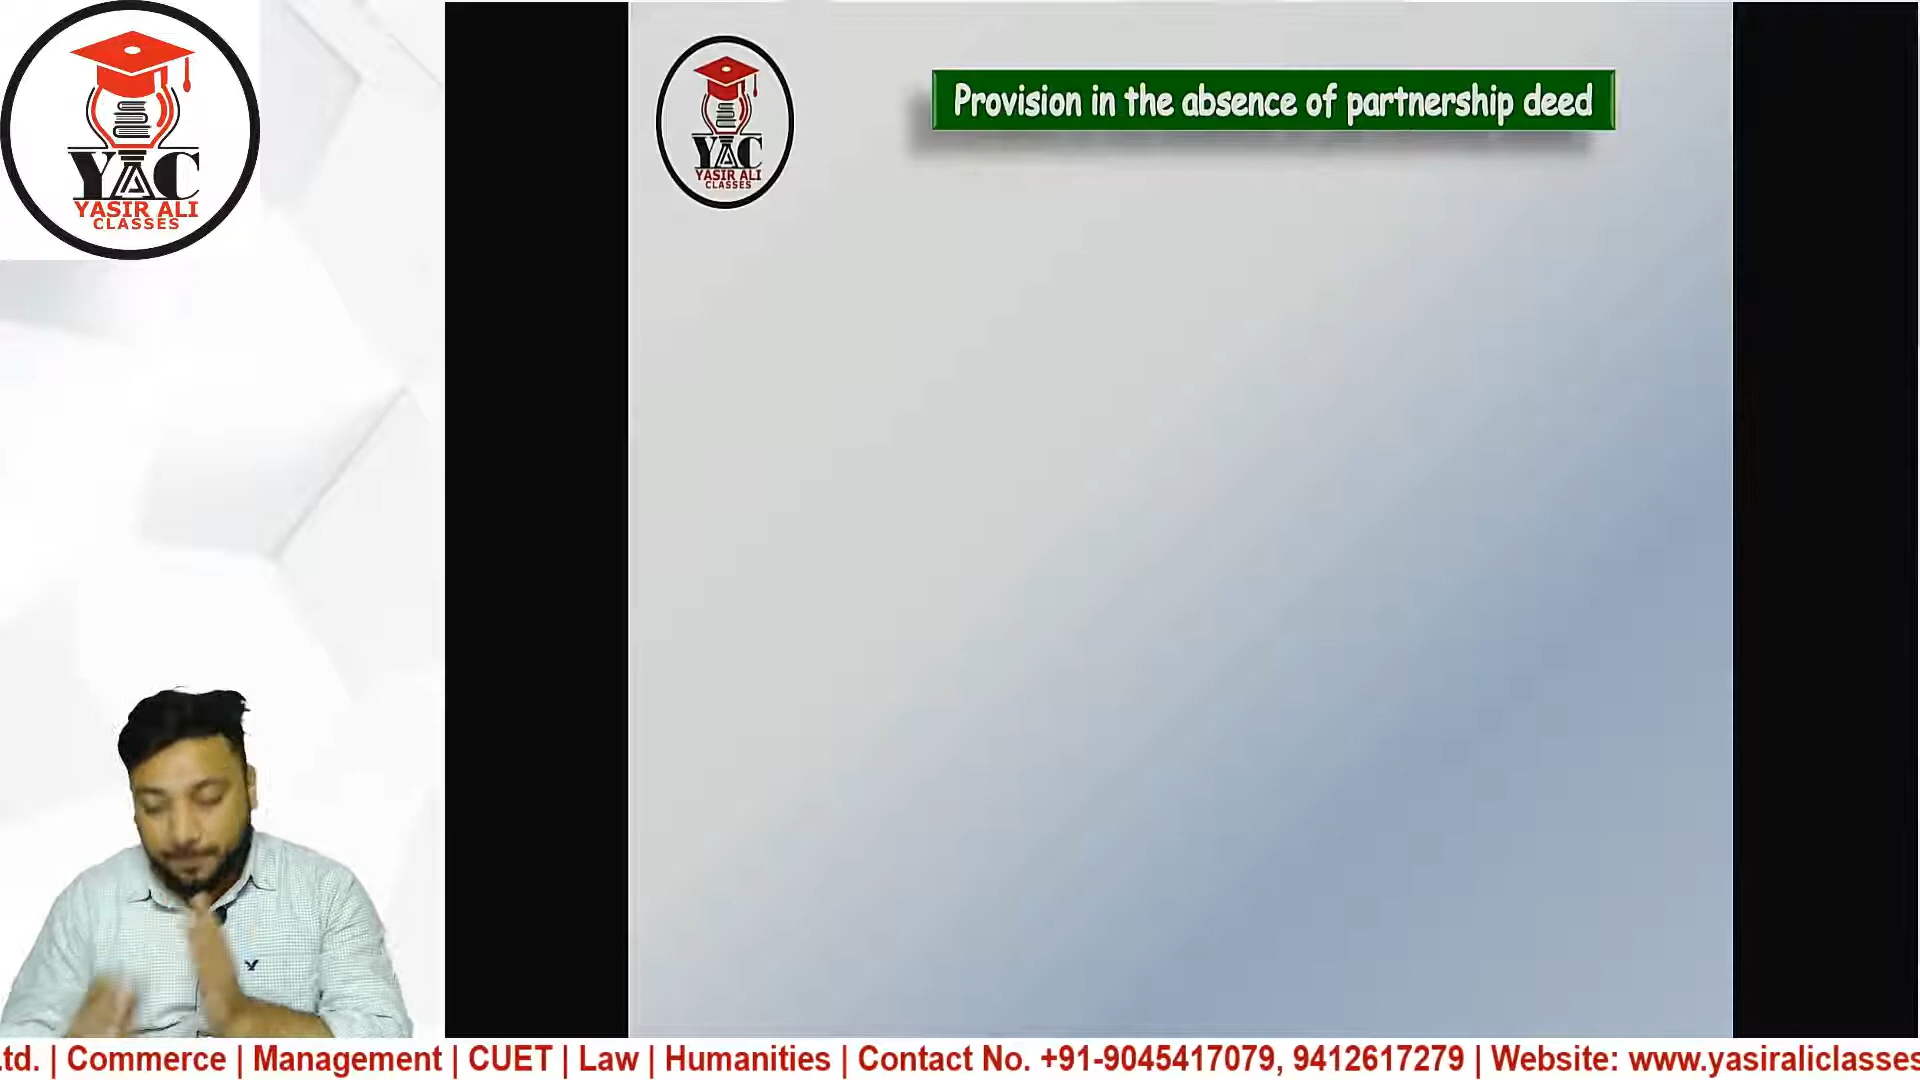 YAC
YASIR ALI
CLASSES
YAC
YASIR ALI
CLASSES
Provision in the absence of partnership deed
td. | Commerce | Management | CUET | Law | Humanities | Contact No. +91-9045417079, 9412617279 | Website: www.yasiraliclasses